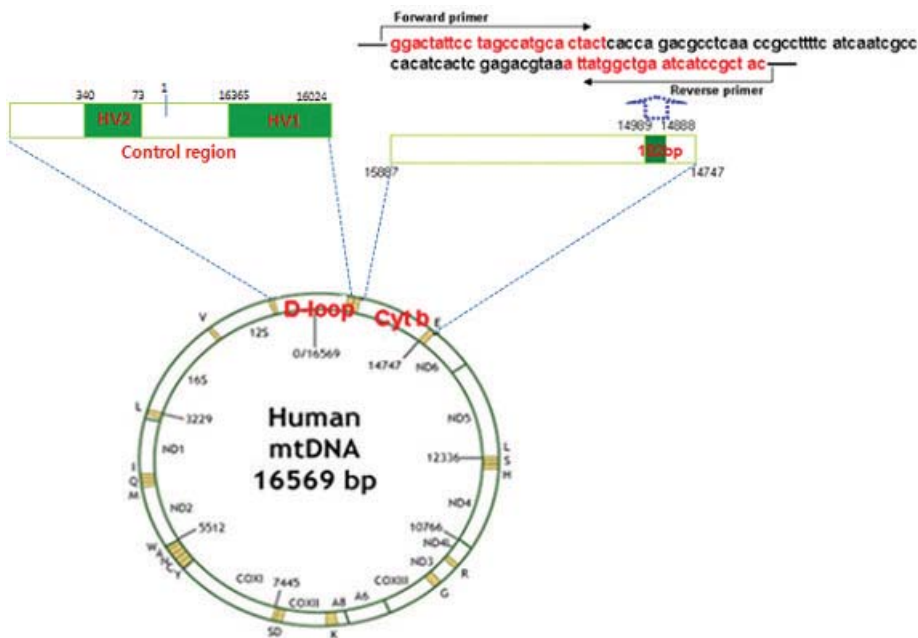 Forward primer
ggactattcc tagccatgca ctactcacca gacgcctcaa ccgccttttc atcaatcgcc
cacatcactc gagacgtaaa ttatggctga atcatccgct ac
Reverse primer
340 73 1 16365 16024
HV2 HV1
Control region
14989 14888
15887 14747
D-loop
Cyt b
E
V
12S
0/16569
14747
ND6
16S
L
3229
ND5
Human
mtDNA
16569 bp
ND1
12336
L
S
H
I
Q
M
ND2
ND4
5512
10766
ND4L
W
A
N
C
Y
ND3
R
G
COXI
7445
COXII
A8
A6
COXIII
SD
K